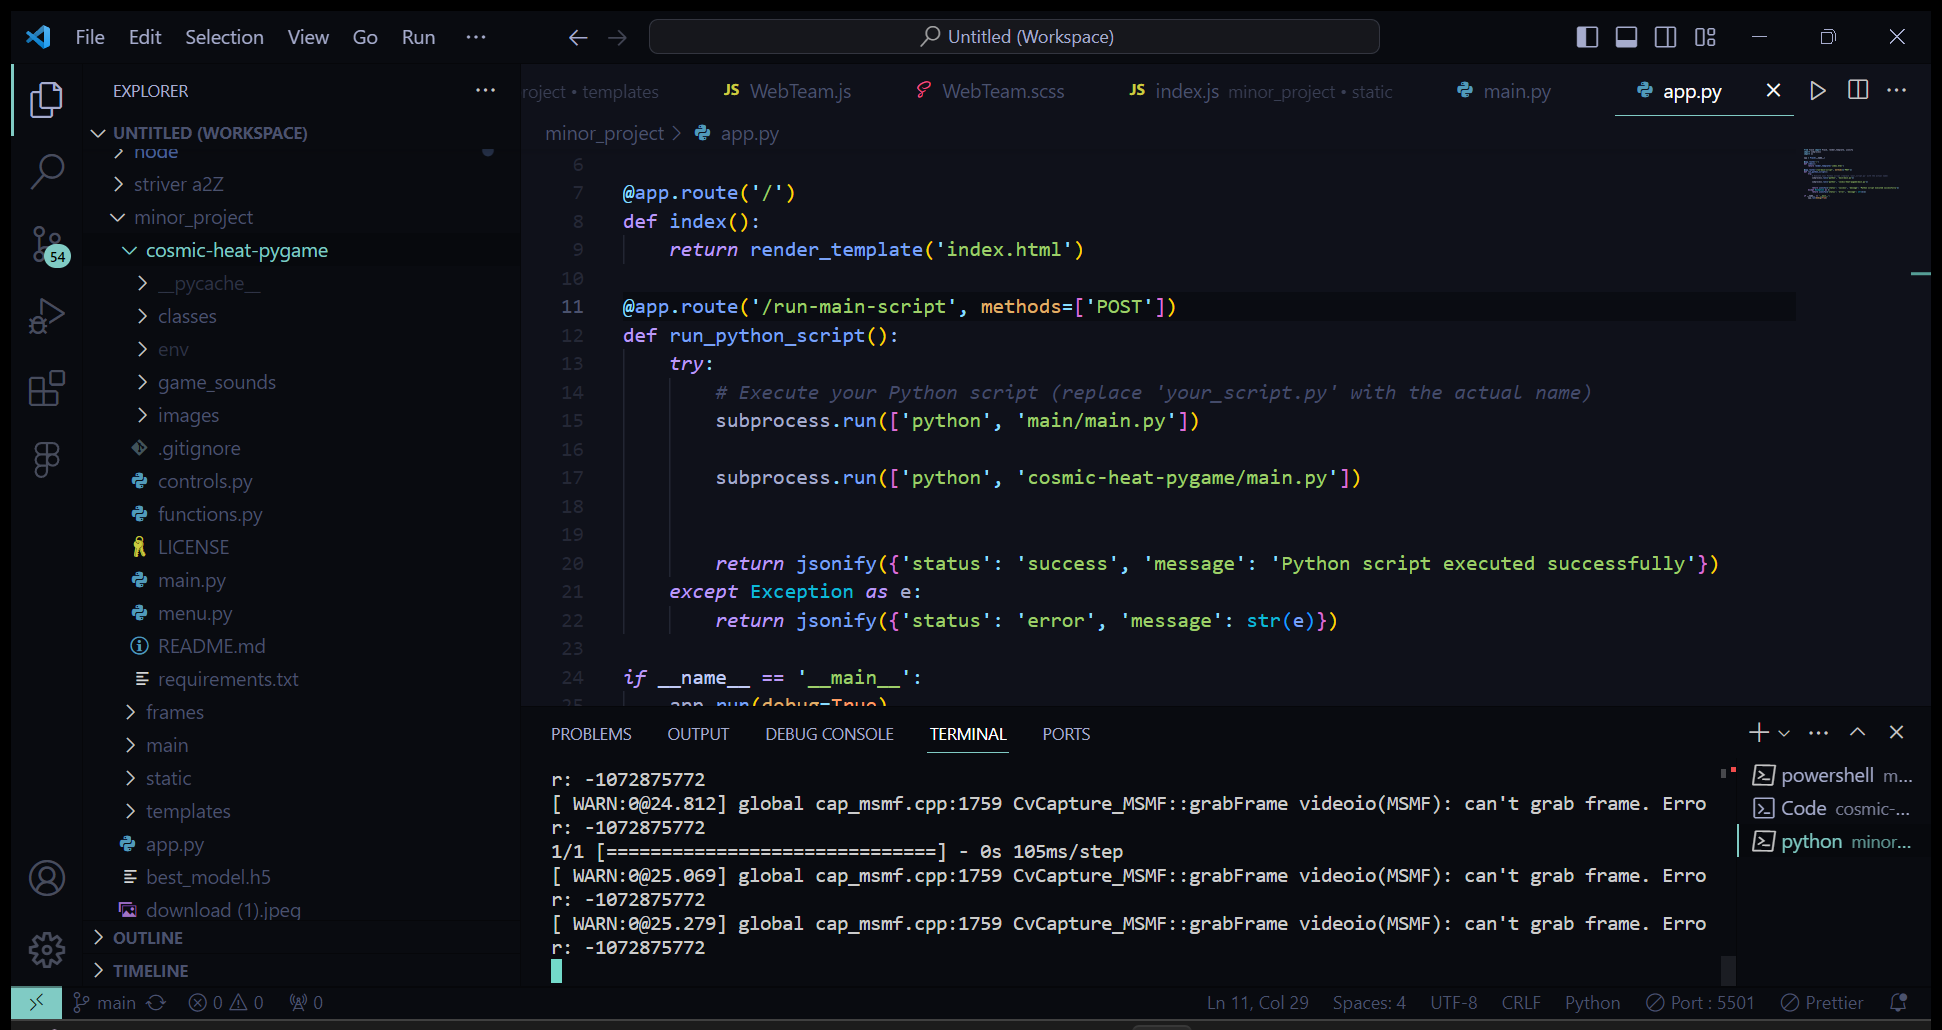 File Edit Selection View Go Run ···
Untitled (Workspace)
EXPLORER ···
UNTITLED (WORKSPACE)
node
striver a2Z
minor_project
cosmic-heat-pygame
__pycache__
classes
env
game_sounds
images
.gitignore
controls.py
functions.py
LICENSE
main.py
menu.py
README.md
requirements.txt
frames
main
static
templates
app.py
best_model.h5
download (1).jpeg
OUTLINE
TIMELINE
54
roject • templates JS WebTeam.js WebTeam.scss JS index.js minor_project • static main.py app.py
minor_project > app.py
6
7 @app.route('/')
8 def index():
9 return render_template('index.html')
10
11 @app.route('/run-main-script', methods=['POST'])
12 def run_python_script():
13 try:
14 # Execute your Python script (replace 'your_script.py' with the actual name)
15 subprocess.run(['python', 'main/main.py'])
16
17 subprocess.run(['python', 'cosmic-heat-pygame/main.py'])
18
19
20 return jsonify({'status': 'success', 'message': 'Python script executed successfully'})
21 except Exception as e:
22 return jsonify({'status': 'error', 'message': str(e)})
23
24 if __name__ == '__main__':
25 app.run(debug=True)
PROBLEMS OUTPUT DEBUG CONSOLE TERMINAL PORTS
r: -1072875772
[ WARN:0@24.812] global cap_msmf.cpp:1759 CvCapture_MSMF::grabFrame videoio(MSMF): can't grab frame. Erro
r: -1072875772
1/1 [==============================] - 0s 105ms/step
[ WARN:0@25.069] global cap_msmf.cpp:1759 CvCapture_MSMF::grabFrame videoio(MSMF): can't grab frame. Erro
r: -1072875772
[ WARN:0@25.279] global cap_msmf.cpp:1759 CvCapture_MSMF::grabFrame videoio(MSMF): can't grab frame. Erro
r: -1072875772
powershell m...
Code cosmic-...
python minor...
main 0 0 0 Ln 11, Col 29 Spaces: 4 UTF-8 CRLF Python Port : 5501 Prettier